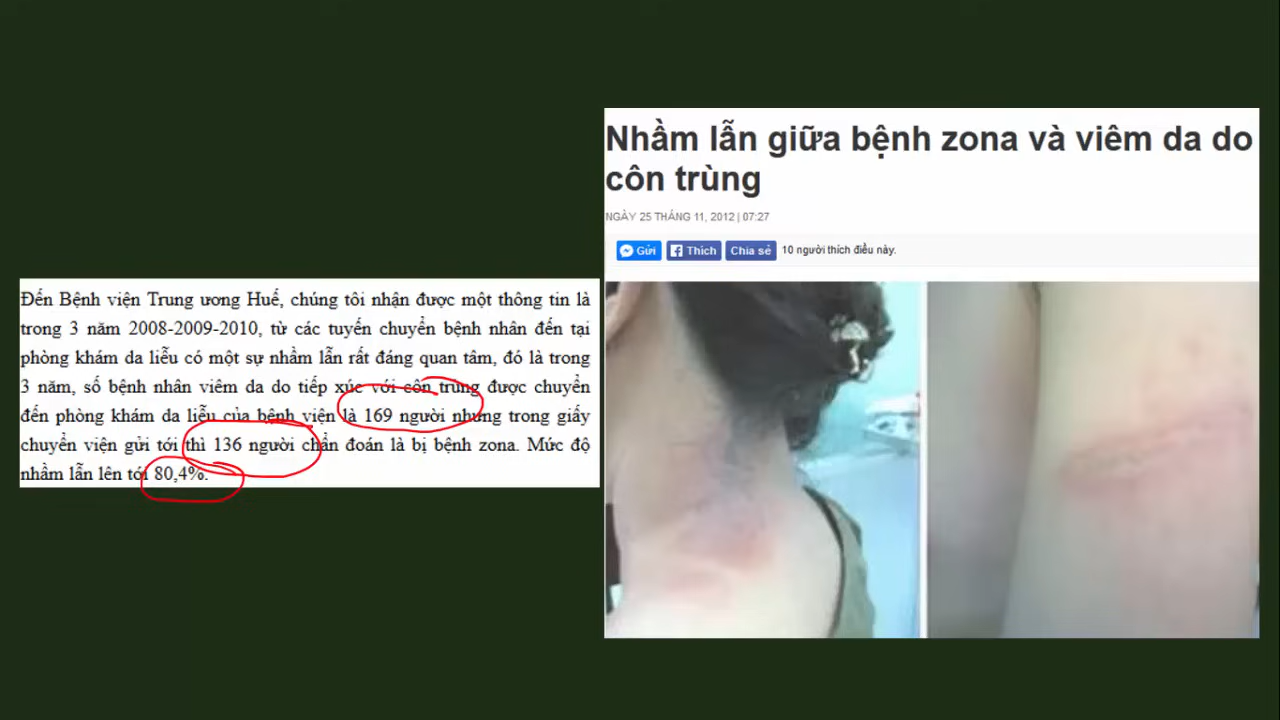 Đến Bệnh viện Trung ương Huế, chúng tôi nhận được một thông tin là
trong 3 năm 2008-2009-2010, từ các tuyến chuyển bệnh nhân đến tại
phòng khám da liễu có một sự nhầm lẫn rất đáng quan tâm, đó là trong
3 năm, số bệnh nhân viêm da do tiếp xúc với côn trùng được chuyển
đến phòng khám da liễu của bệnh viện là 169 người nhưng trong giấy
chuyển viện gửi tới thì 136 người chẩn đoán là bị bệnh zona. Mức độ
nhầm lẫn lên tới 80,4%.
Nhầm lẫn giữa bệnh zona và viêm da do
côn trùng
NGÀY 25 THÁNG 11, 2012 | 07:27
Gửi Thích Chia sẻ 10 người thích điều này.